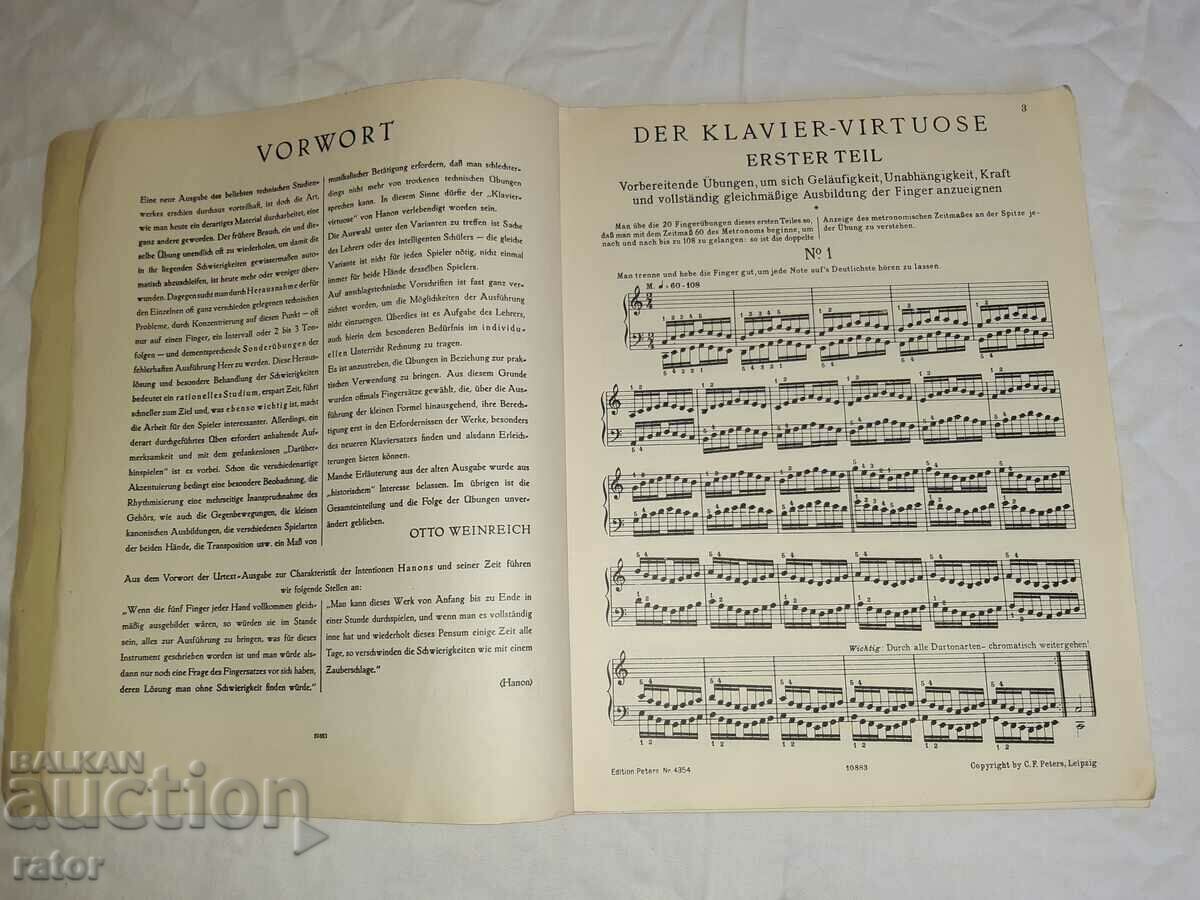 VORWORT
Eine neue Ausgabe des beliebten technischen Studien-
werkes erschien durchaus vorteilhaft, ist doch die Art,
wie man heute ein derartiges Material durcharbeitet, eine
ganz andere geworden. Der frühere Brauch, ein und die-
selbe Übung unendlich oft zu wiederholen, um damit die
in ihr liegenden Schwierigkeiten gewissermaßen auto-
matisch abzuschleifen, ist heute mehr oder weniger über-
wunden. Dagegen sucht man durch Herausnahme der für
den Einzelnen oft ganz verschieden gelegenen technischen
Probleme, durch Konzentrierung auf diesen Punkt — oft
nur auf einen Finger, ein Intervall oder 2 bis 3 Ton-
folgen — und dementsprechende Sonderübungen der
fehlerhaften Ausführung Herr zu werden. Diese Heraus-
lösung und besondere Behandlung der Schwierigkeiten
bedeutet ein rationelles Studium, erspart Zeit, führt
schneller zum Ziel und, was ebenso wichtig ist, macht
die Arbeit für den Spieler interessanter. Allerdings, ein
derart durchgeführtes Üben erfordert anhaltende Auf-
merksamkeit und mit dem gedankenlosen „Darüber-
hinspielen" ist es vorbei. Schon die verschiedenartige
Akzentuierung bedingt eine besondere Beobachtung, die
Rhythmisierung eine mehrseitige Inanspruchnahme des
Gehörs, wie auch die Gegenbewegungen, die kleinen
kanonischen Ausbildungen, die verschiedenen Spielarten
der beiden Hände, die Transposition usw. ein Maß von
musikalischer Betätigung erfordern, daß man schlechter-
dings nicht mehr von trockenen technischen Übungen
sprechen kann. In diesem Sinne dürfte der „Klavier-
virtuose" von Hanon verlebendigt worden sein.
Die Auswahl unter den Varianten zu treffen ist Sache
des Lehrers oder des intelligenten Schülers — die gleiche
Variante ist nicht für jeden Spieler nötig, nicht einmal
immer für beide Hände desselben Spielers.
Auf anschlagstechnische Vorschriften ist fast ganz ver-
zichtet worden, um die Möglichkeiten der Ausführung
nicht einzuengen. Überdies ist es Aufgabe des Lehrers,
auch hierin den besonderen Bedürfnissen im individu-
ellen Unterricht Rechnung zu tragen.
Es ist anzustreben, die Übungen in Beziehung zur prak-
tischen Verwendung zu bringen. Aus diesem Grunde
wurden oftmals Fingersätze gewählt, die, über die Aus-
führung der kleinen Formel hinausgehend, ihre Berech-
tigung erst in den Erfordernissen der Werke, besonders
des neueren Klaviersatzes finden und alsdann Erleich-
terungen bieten können.
Manche Erläuterung aus der alten Ausgabe wurde aus
„historischem" Interesse belassen. Im übrigen ist die
Gesamteinteilung und die Folge der Übungen unver-
ändert geblieben.
OTTO WEINREICH
Aus dem Vorwort der Urtext-Ausgabe zur Charakteristik der Intentionen Hanons und seiner Zeit führen
wir folgende Stellen an:
„Wenn die fünf Finger jeder Hand vollkommen gleich-
mäßig ausgebildet wären, so würden sie im Stande
sein, alles zur Ausführung zu bringen, was für dieses
Instrument geschrieben worden ist und man würde als-
dann nur noch eine Frage des Fingersatzes vor sich haben,
deren Lösung man ohne Schwierigkeit finden würde."
„Man kann dieses Werk von Anfang bis zu Ende in
einer Stunde durchspielen, und wenn man es vollständig
inne hat und wiederholt dieses Pensum einige Zeit alle
Tage, so verschwinden die Schwierigkeiten wie mit einem
Zauberschlage."
(Hanon)
3
DER KLAVIER-VIRTUOSE
ERSTER TEIL
Vorbereitende Übungen, um sich Geläufigkeit, Unabhängigkeit, Kraft
und vollständig gleichmäßige Ausbildung der Finger anzueignen
Man übe die 20 Fingerübungen dieses ersten Teiles so,
daß man mit dem Zeitmaß 60 des Metronoms beginne, um
nach und nach bis zu 108 zu gelangen: so ist die doppelte
Anzeige des metronomischen Zeitmaßes an der Spitze je-
der Übung zu verstehen.
Nº 1
Man trenne und hebe die Finger gut, um jede Note auf's Deutlichste hören zu lassen.
M. ♩=60-108
Wichtig: Durch alle Durtonarten- chromatisch weitergehen!
Edition Peters Nr. 4354
10883
Copyright by C. F. Peters, Leipzig
BALKAN
auction
rator